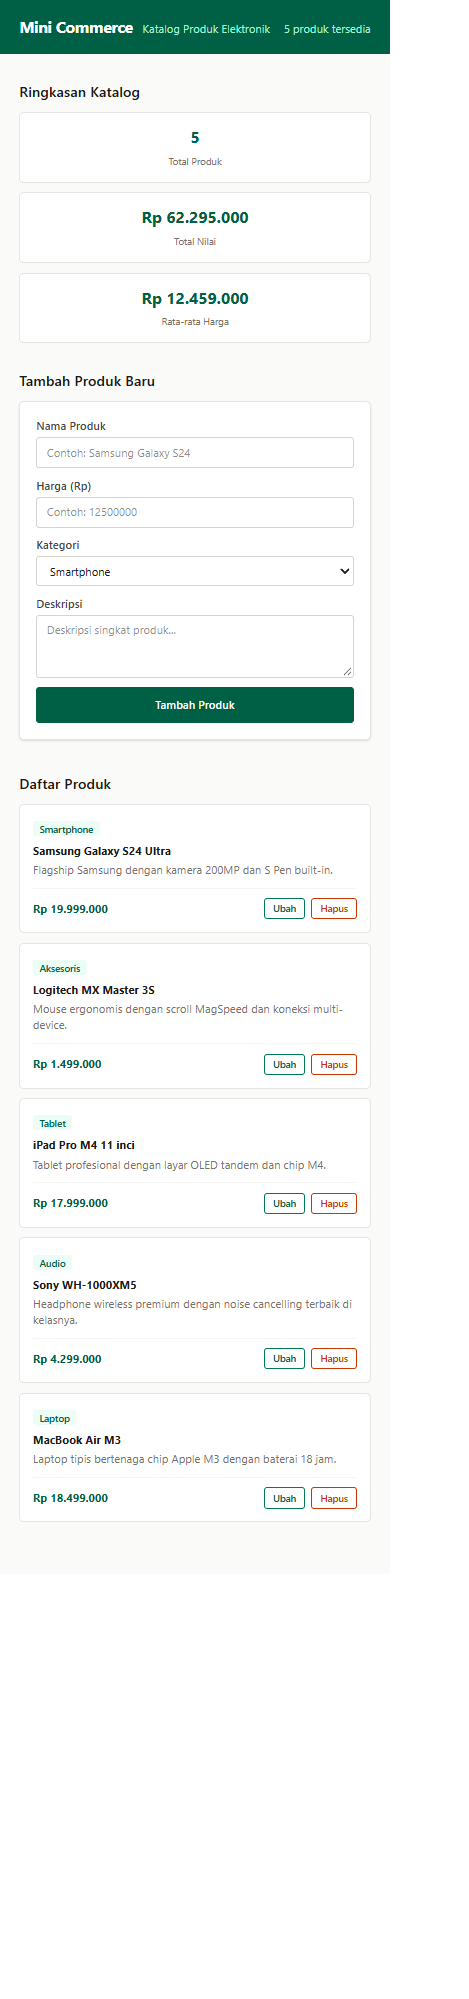 Mini Commerce Katalog Produk Elektronik 5 produk tersedia
Ringkasan Katalog
5
Total Produk
Rp 62.295.000
Total Nilai
Rp 12.459.000
Rata-rata Harga
Tambah Produk Baru
Nama Produk
Contoh: Samsung Galaxy S24
Harga (Rp)
Contoh: 12500000
Kategori
Smartphone
Deskripsi
Deskripsi singkat produk...
Tambah Produk
Daftar Produk
Smartphone
Samsung Galaxy S24 Ultra
Flagship Samsung dengan kamera 200MP dan S Pen built-in.
Rp 19.999.000 Ubah Hapus
Aksesoris
Logitech MX Master 3S
Mouse ergonomis dengan scroll MagSpeed dan koneksi multi-
device.
Rp 1.499.000 Ubah Hapus
Tablet
iPad Pro M4 11 inci
Tablet profesional dengan layar OLED tandem dan chip M4.
Rp 17.999.000 Ubah Hapus
Audio
Sony WH-1000XM5
Headphone wireless premium dengan noise cancelling terbaik di
kelasnya.
Rp 4.299.000 Ubah Hapus
Laptop
MacBook Air M3
Laptop tipis bertenaga chip Apple M3 dengan baterai 18 jam.
Rp 18.499.000 Ubah Hapus